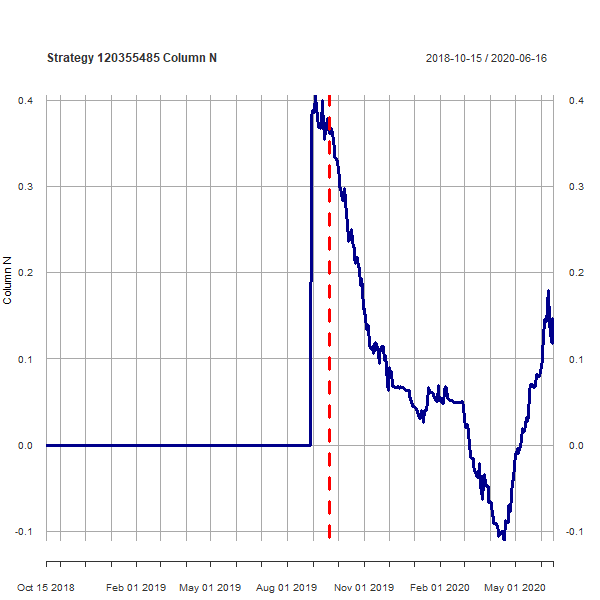 Strategy 120355485 Column N
2018-10-15 / 2020-06-16
0.4
0.4
0.3
0.3
Column N
0.2
0.2
0.1
0.1
0.0
0.0
-0.1
-0.1
Oct 15 2018
Feb 01 2019
May 01 2019
Aug 01 2019
Nov 01 2019
Feb 01 2020
May 01 2020